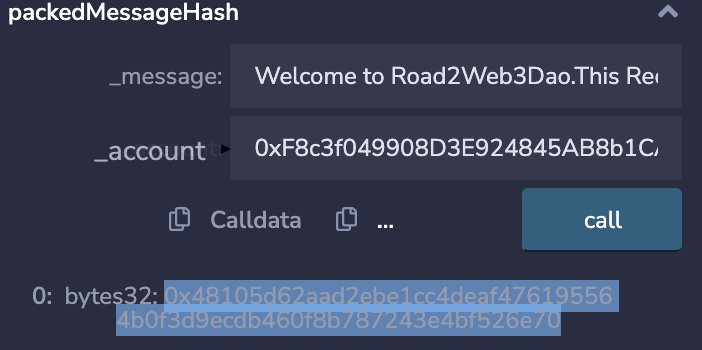 packedMessageHash
_message: Welcome to Road2Web3Dao.This Re
_account 0xF8c3f049908D3E924845AB8b1C
Calldata ... call
0: bytes32: 0x48105d62aad2ebe1cc4deaf47619556
4b0f3d9ecdb460f8b787243e4bf526e70